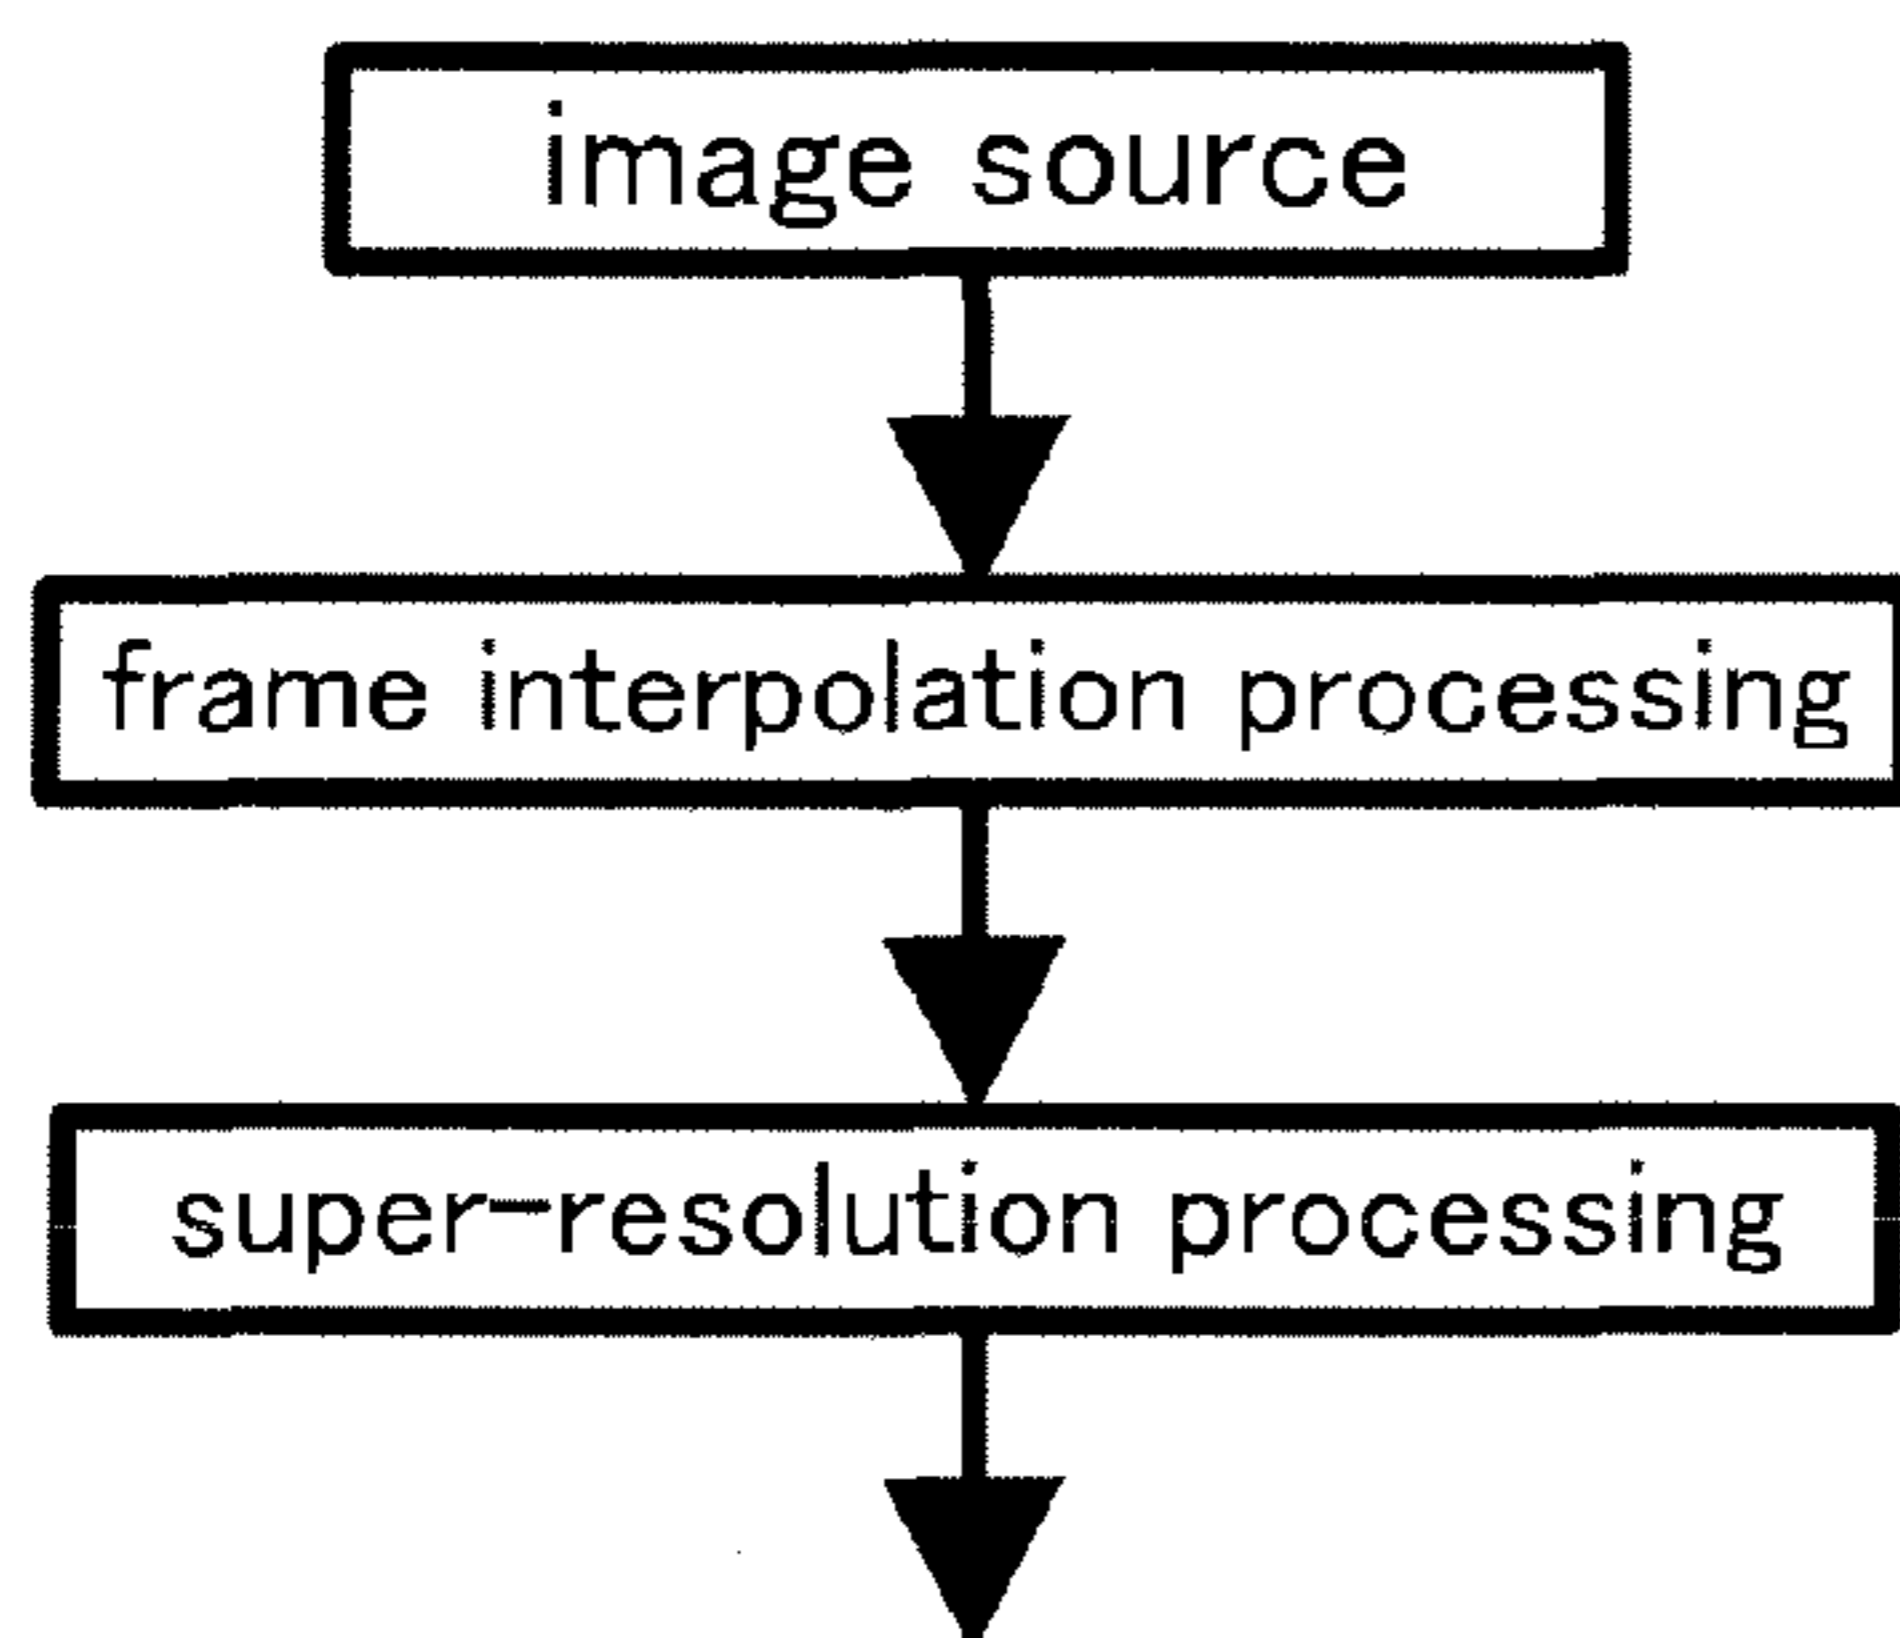 image source
frame interpolation processing
super-resolution processing